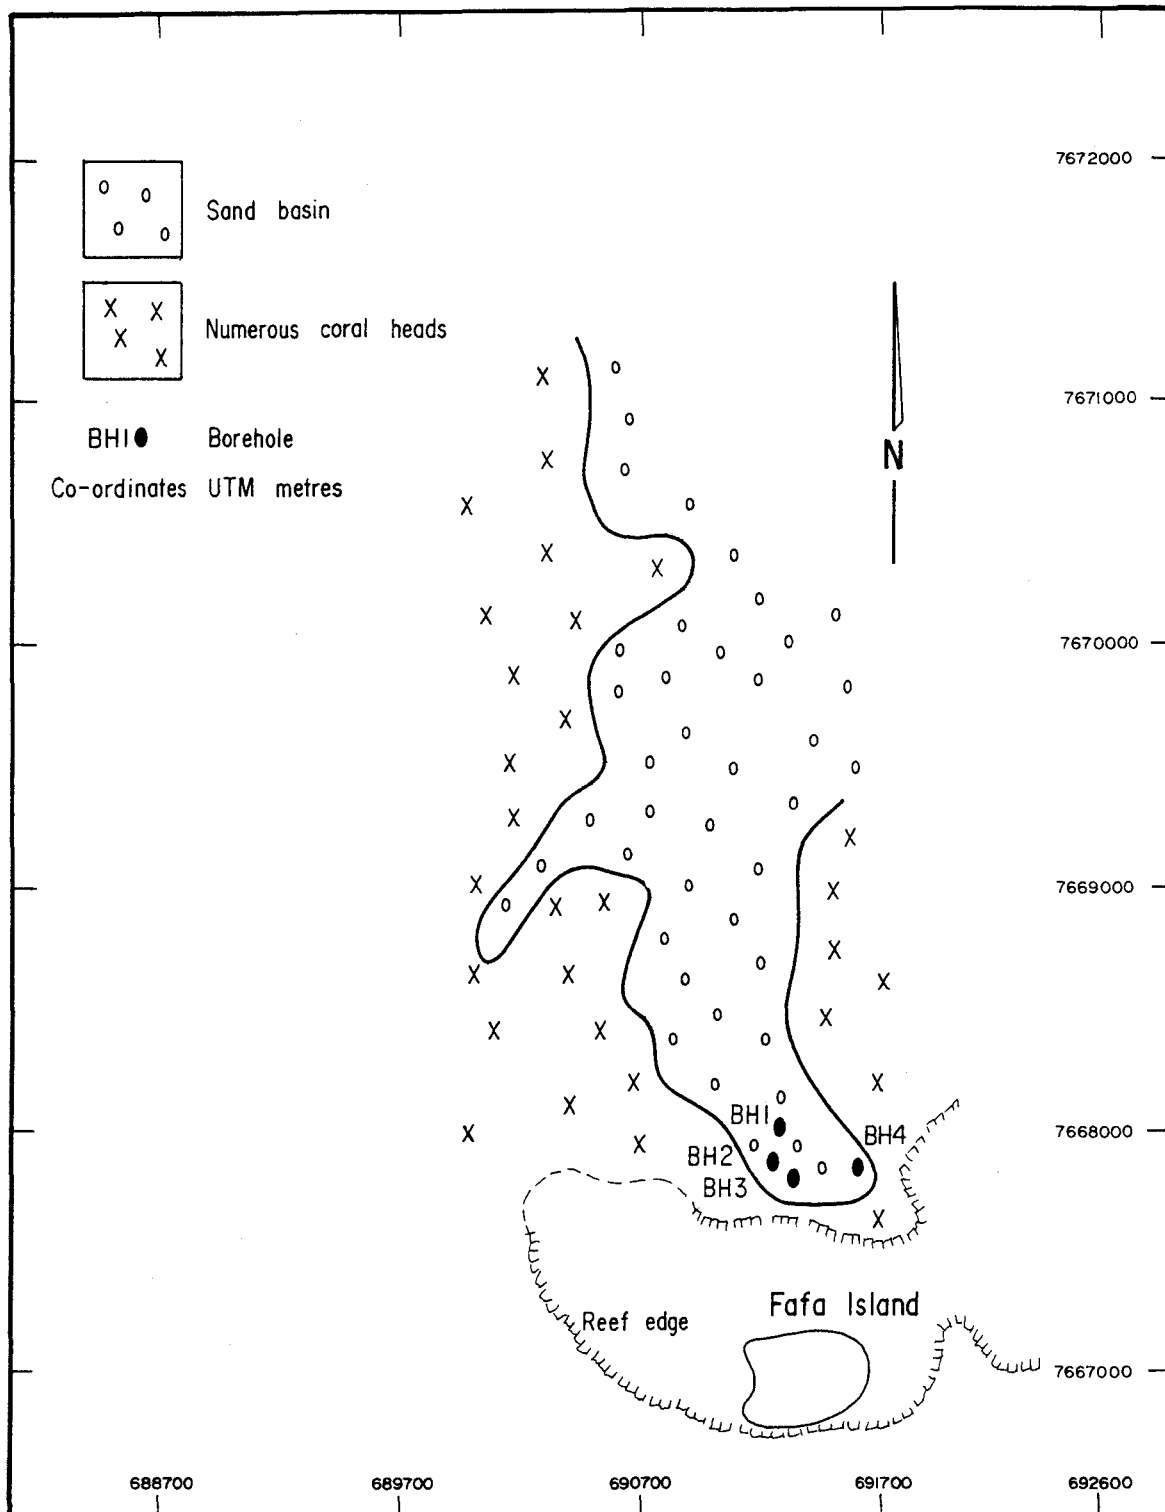 7672000
Sand basin
Numerous coral heads
7671000
BH1 Borehole
N
Co-ordinates UTM metres
7670000
7669000
BH1
7668000
BH4
BH2
BH3
Fafa Island
Reef edge
7667000
688700 689700 690700 691700 692600